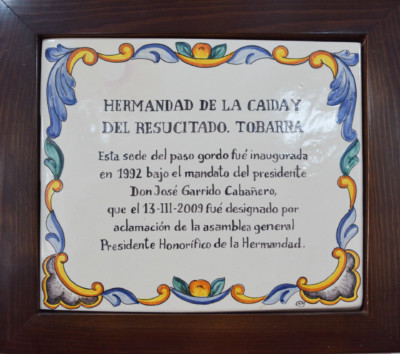 HERMANDAD DE LA CAIDA Y
DEL RESUCITADO. TOBARRA
Esta sede del paso gordo fué inaugurada
en 1992 bajo el mandato del presidente
Don José Garrido Cabañero,
que el 13-III-2009 fué designado por
aclamación de la asamblea general
Presidente Honorífico de la Hermandad.